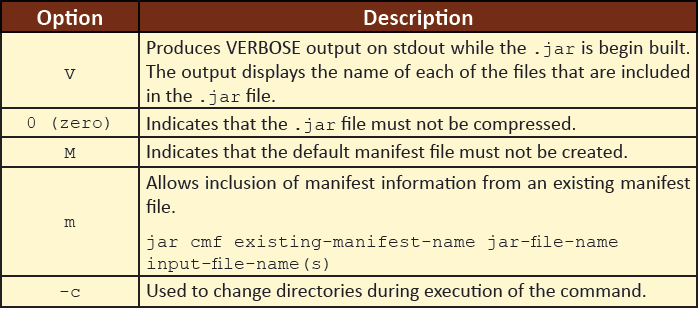 Option Description
V Produces VERBOSE output on stdout while the .jar is begin built.
The output displays the name of each of the files that are included
in the .jar file.
0 (zero) Indicates that the .jar file must not be compressed.
M Indicates that the default manifest file must not be created.
m Allows inclusion of manifest information from an existing manifest
file.
jar cmf existing-manifest-name jar-file-name
input-file-name(s)
-c Used to change directories during execution of the command.